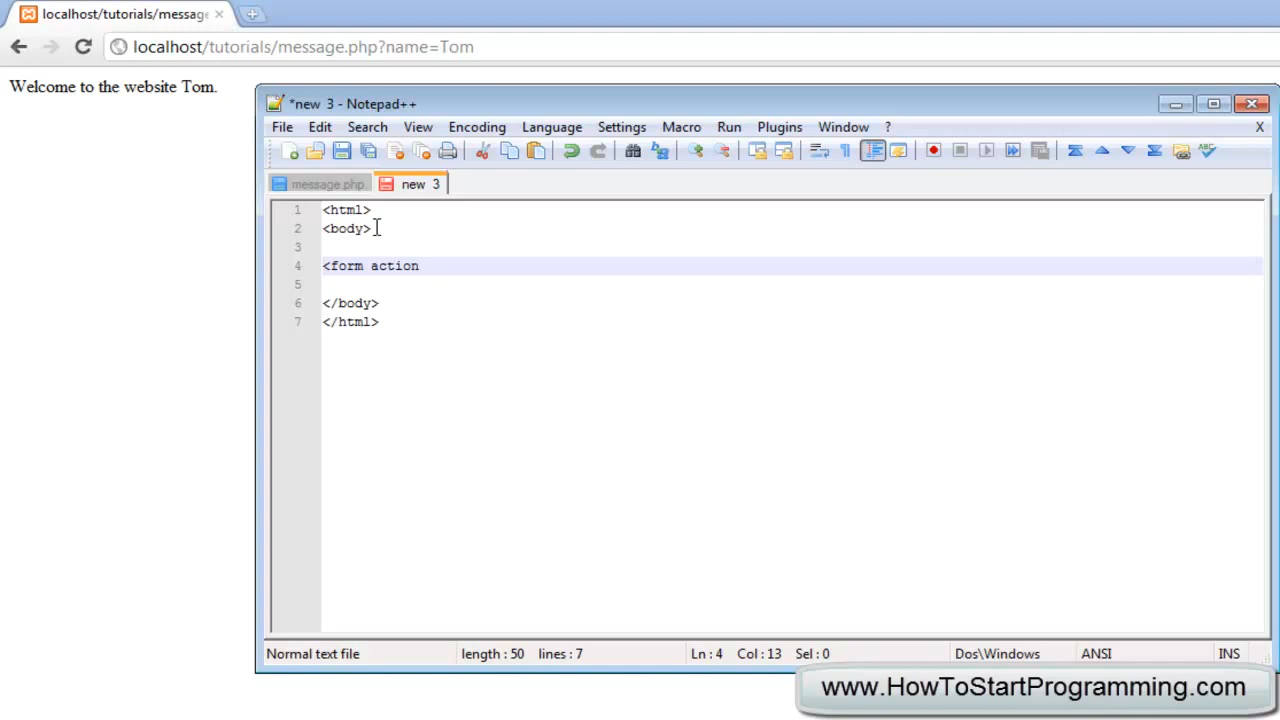 localhost/tutorials/message
localhost/tutorials/message.php?name=Tom
Welcome to the website Tom.
*new 3 - Notepad++
File Edit Search View Encoding Language Settings Macro Run Plugins Window ? X
message.php new 3
1 <html>
2 <body>
3
4 <form action
5
6 </body>
7 </html>
Normal text file length : 50 lines : 7 Ln : 4 Col : 13 Sel : 0 Dos\Windows ANSI INS
www.HowToStartProgramming.com